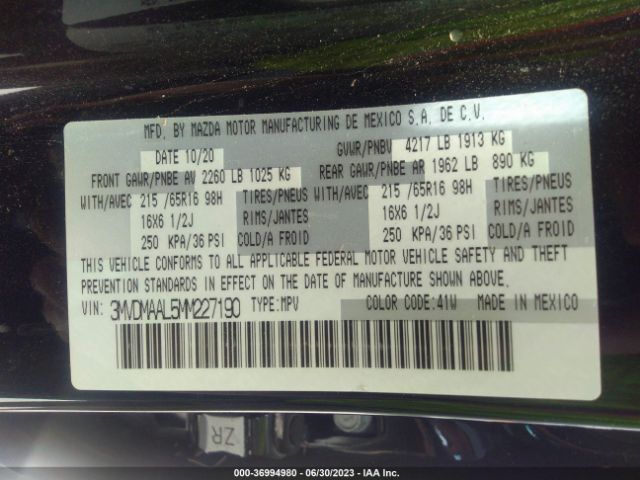 MFD. BY MAZDA MOTOR MANUFACTURING DE MEXICO S.A. DE C.V.
DATE 10/20 GVWR/PNBV 4217 LB 1913 KG
FRONT GAWR/PNBE AV 2260 LB 1025 KG REAR GAWR/PNBE AR 1962 LB 890 KG
WITH/AVEC 215 /65R16 98H TIRES/PNEUS WITH/AVEC 215 /65R16 98H TIRES/PNEUS
16X6 1/2J RIMS/JANTES 16X6 1/2J RIMS/JANTES
250 KPA/36 PSI COLD/A FROID 250 KPA/36 PSI COLD/A FROID
THIS VEHICLE CONFORMS TO ALL APPLICABLE FEDERAL MOTOR VEHICLE SAFETY AND THEFT
PREVENTION STANDARDS IN EFFECT ON THE DATE OF MANUFACTURE SHOWN ABOVE.
VIN: 3MVDMAAL5MM227190 TYPE:MPV COLOR CODE:41W MADE IN MEXICO
ZR
000-36994980 - 06/30/2023 - IAA Inc.